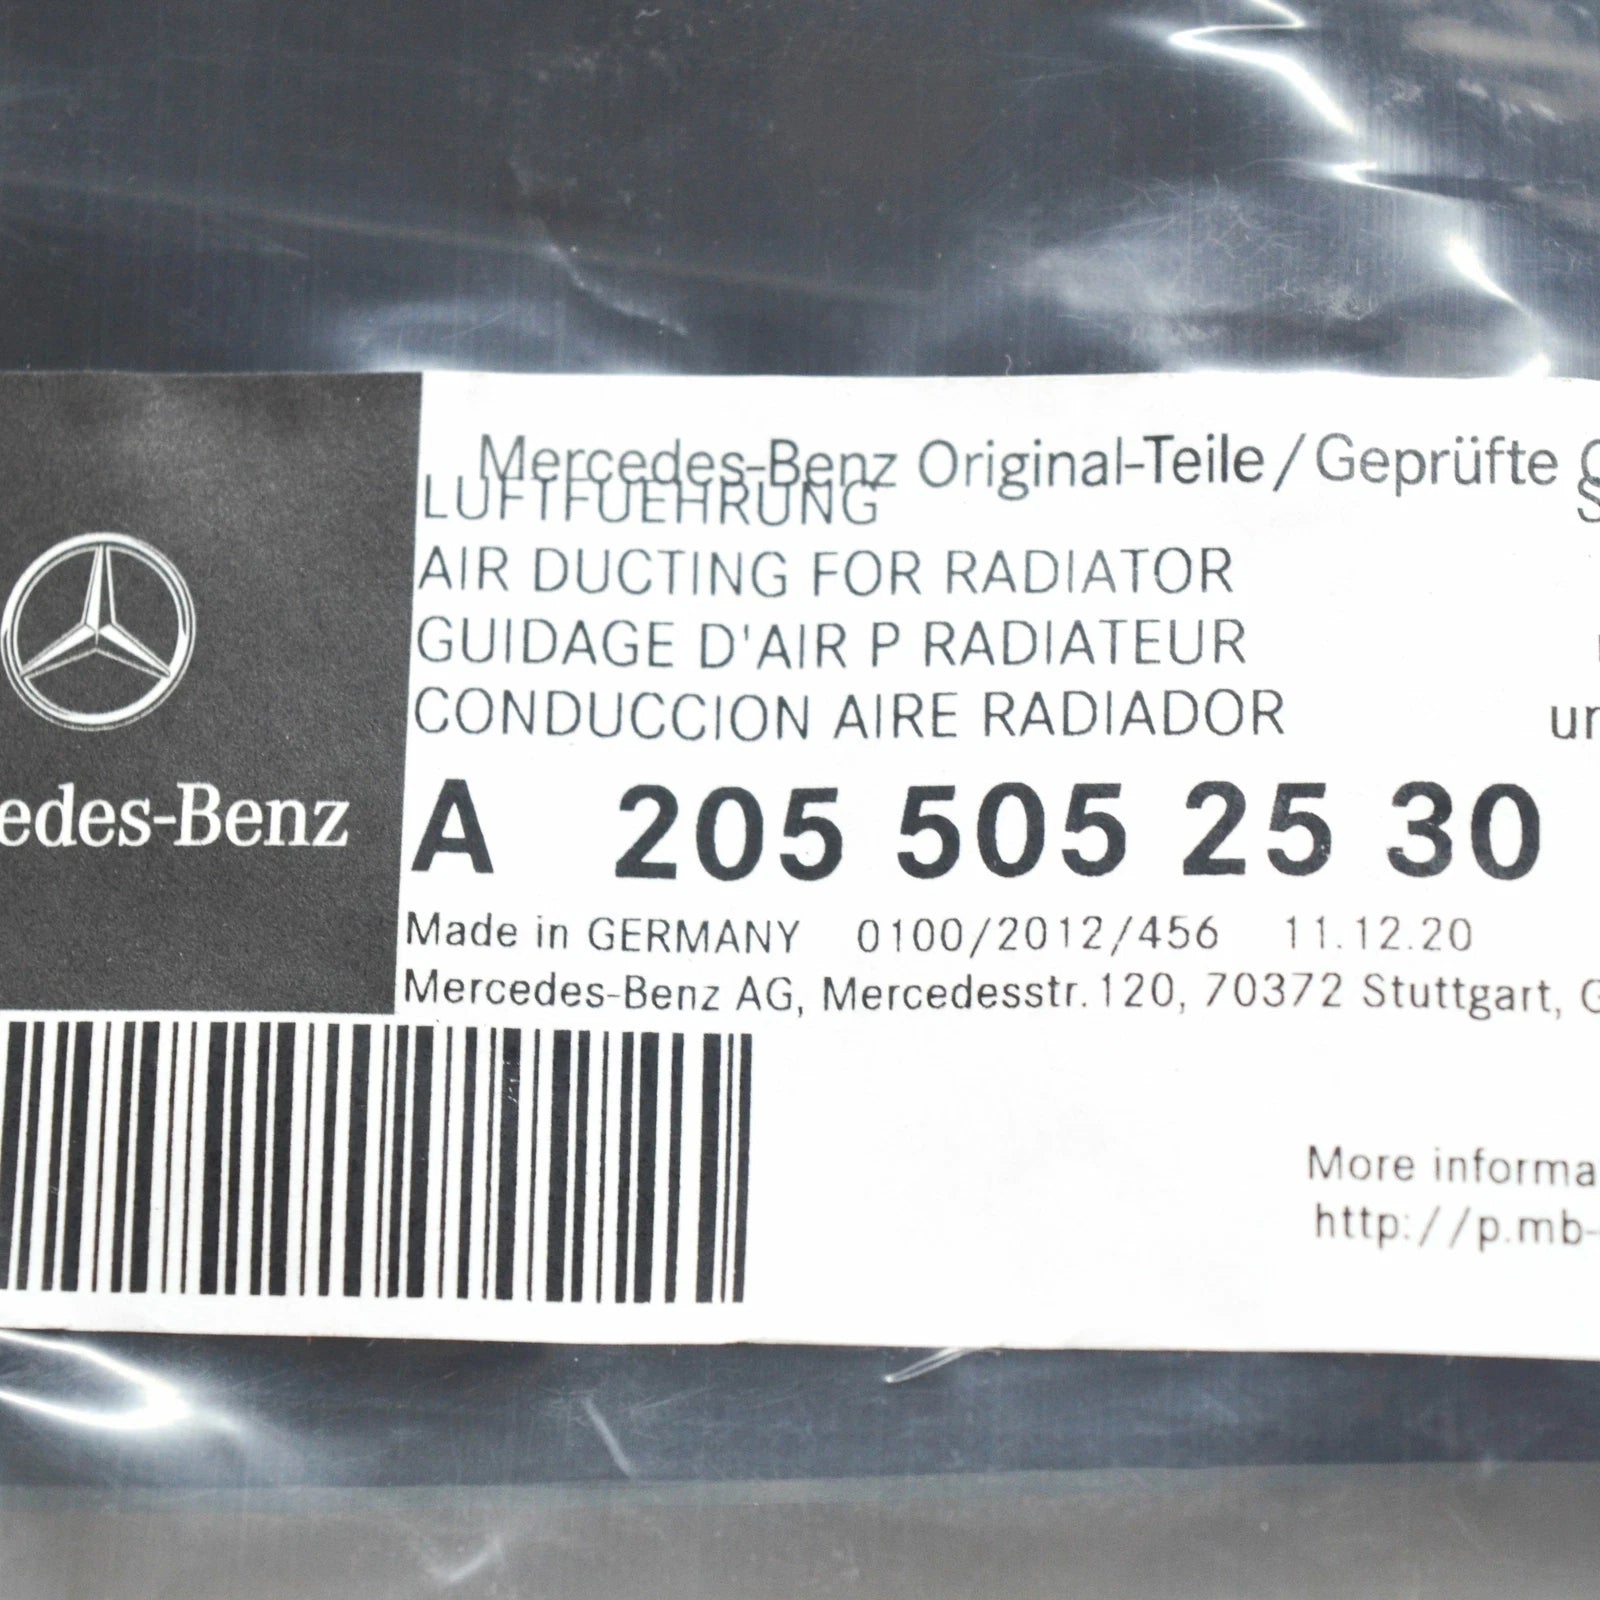 Mercedes-Benz Original-Teile/Geprüfte
LUFTFUEHRUNG
AIR DUCTING FOR RADIATOR
GUIDAGE D'AIR P RADIATEUR
CONDUCCION AIRE RADIADOR
edes-Benz
A 205 505 25 30
Made in GERMANY 0100/2012/456 11.12.20
Mercedes-Benz AG, Mercedesstr. 120, 70372 Stuttgart, G
More informa
http://p.mb-